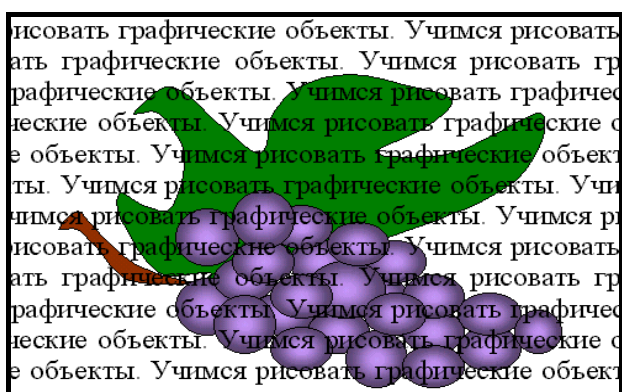 рисовать графические объекты. Учимся рисовать
ать графические объекты. Учимся рисовать гр
рафические объекты. Учимся рисовать графичес
ческие объекты. Учимся рисовать графические о
е объекты. Учимся рисовать графические объект
ты. Учимся рисовать графические объекты. Учи
чимся рисовать графические объекты. Учимся ри
исовать графические объекты. Учимся рисовать
ать графические объекты. Учимся рисовать гр
рафические объекты. Учимся рисовать графичес
ческие объекты. Учимся рисовать графические о
е объекты. Учимся рисовать графические объект